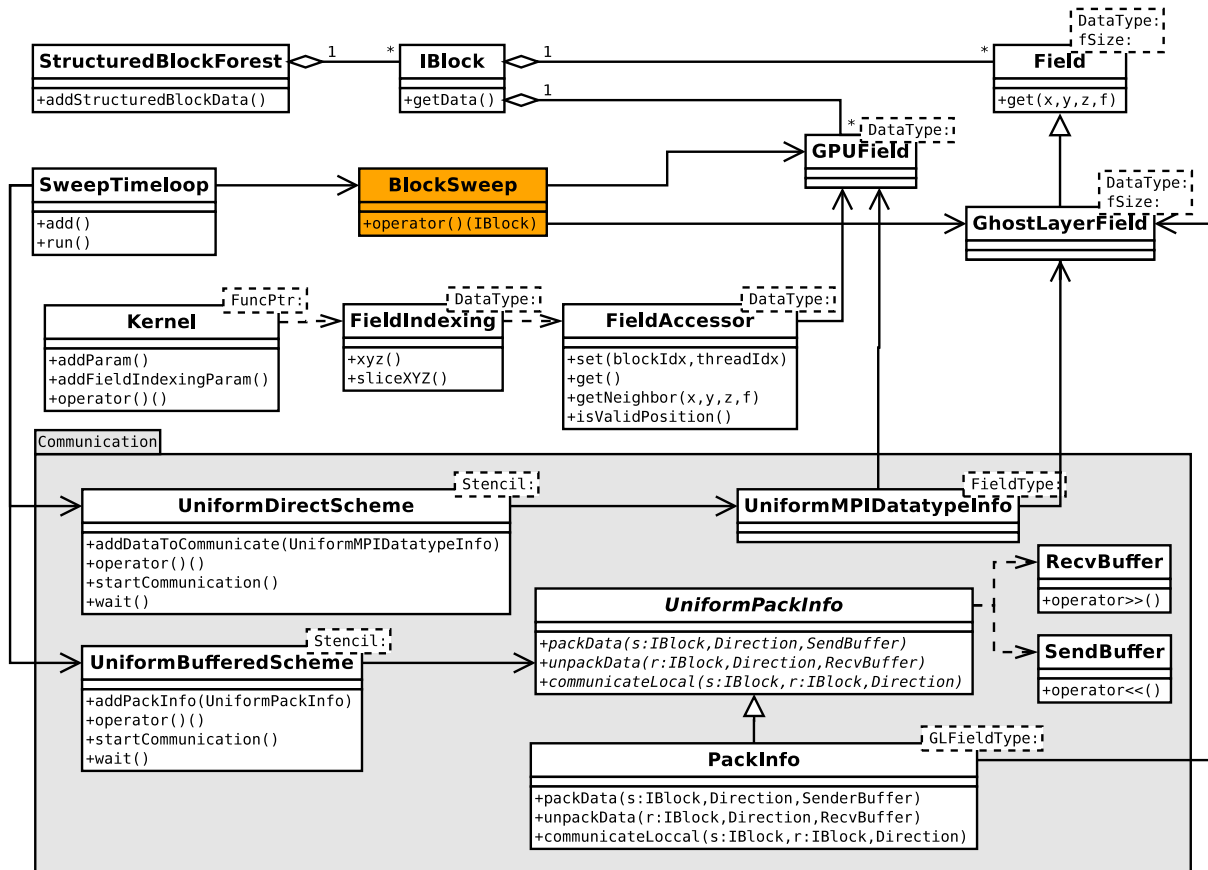 DataType:
fSize:
StructuredBlockForest
+addStructuredBlockData()
1
*
IBlock
+getData()
1
1
*
Field
+get(x,y,z,f)
*
DataType:
GPUField
SweepTimeloop
+add()
+run()
BlockSweep
+operator()(IBlock)
DataType:
fSize:
GhostLayerField
FuncPtr:
Kernel
+addParam()
+addFieldIndexingParam()
+operator()()
DataType:
FieldIndexing
+xyz()
+sliceXYZ()
DataType:
FieldAccessor
+set(blockIdx,threadIdx)
+get()
+getNeighbor(x,y,z,f)
+isValidPosition()
Communication
Stencil:
UniformDirectScheme
+addDataToCommunicate(UniformMPIDatatypeInfo)
+operator()()
+startCommunication()
+wait()
FieldType:
UniformMPIDatatypeInfo
RecvBuffer
+operator>>()
UniformPackInfo
+packData(s:IBlock,Direction,SendBuffer)
+unpackData(r:IBlock,Direction,RecvBuffer)
+communicateLocal(s:IBlock,r:IBlock,Direction)
SendBuffer
+operator<<()
Stencil:
UniformBufferedScheme
+addPackInfo(UniformPackInfo)
+operator()()
+startCommunication()
+wait()
GLFieldType:
PackInfo
+packData(s:IBlock,Direction,SenderBuffer)
+unpackData(r:IBlock,Direction,RecvBuffer)
+communicateLoccal(s:IBlock,r:IBlock,Direction)